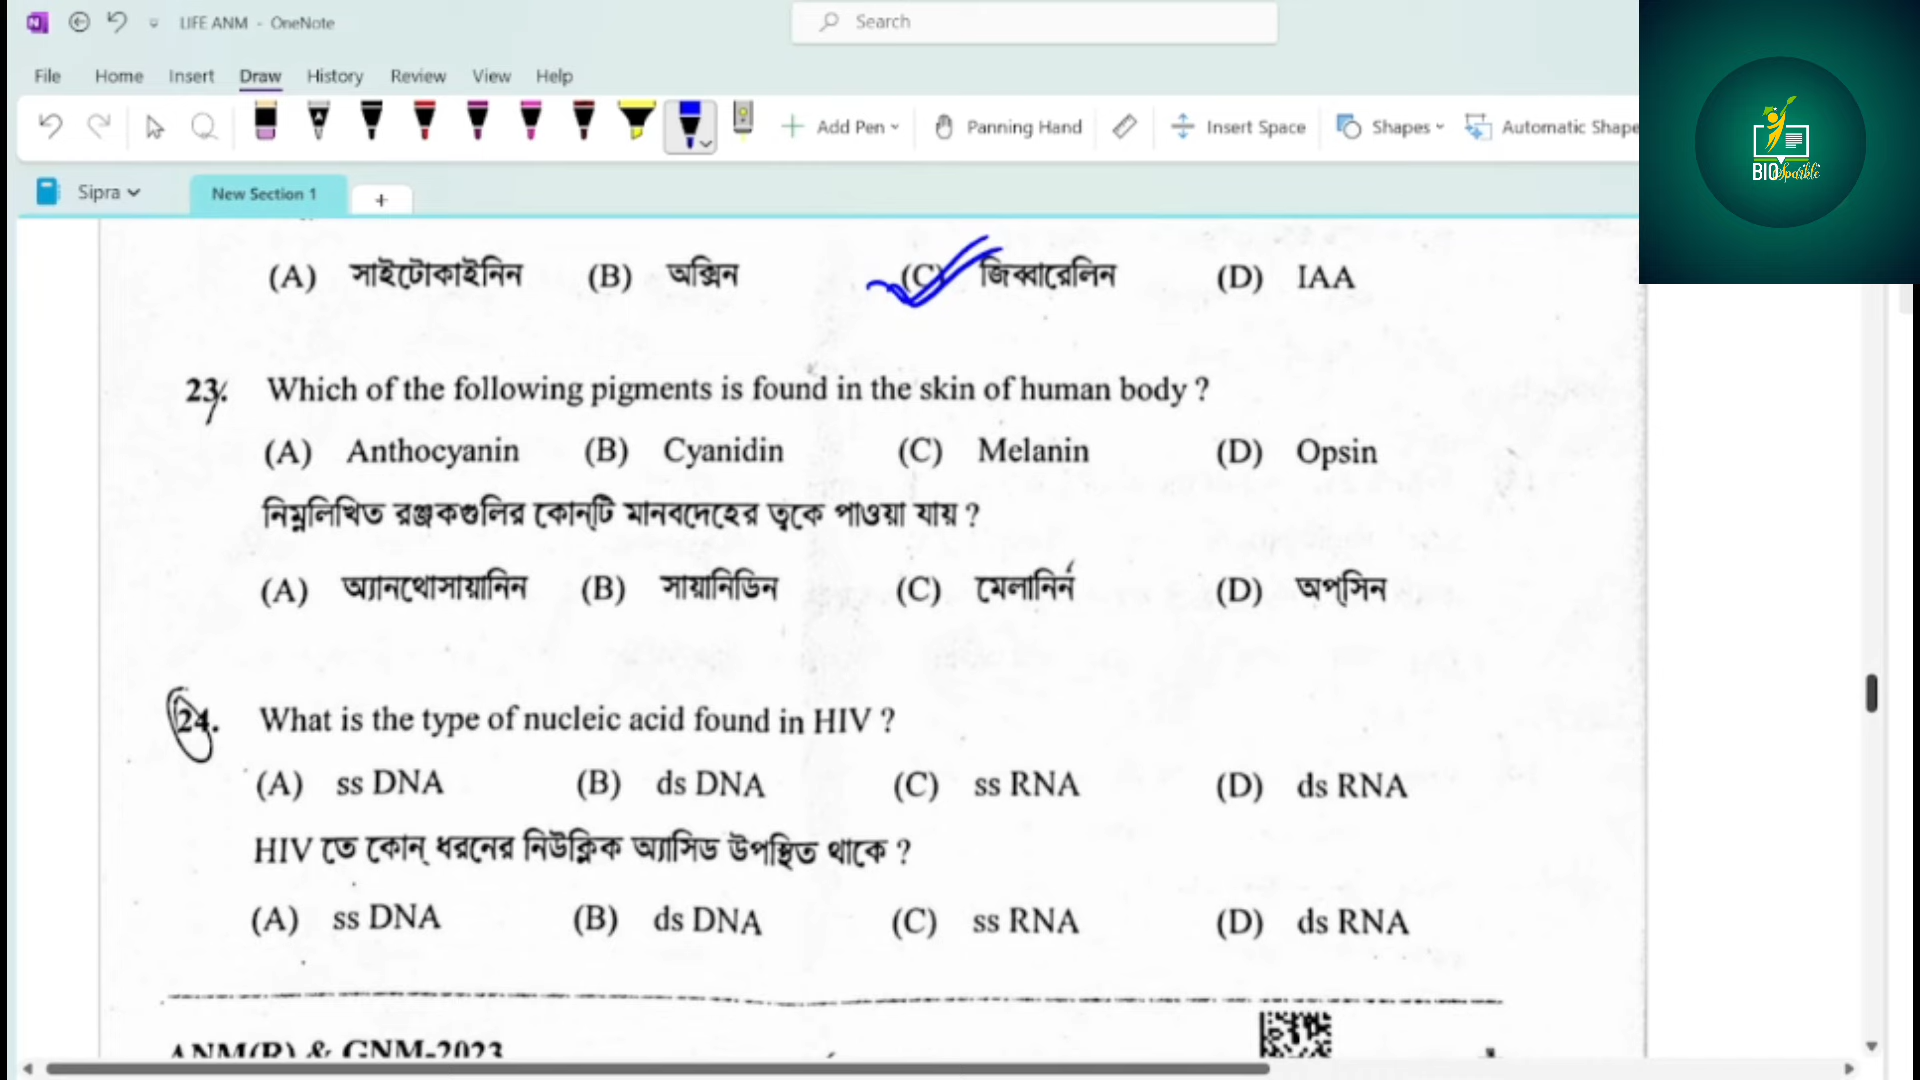 LIFE ANM - OneNote
Search
File Home Insert Draw History Review View Help
Add Pen Panning Hand Insert Space Shapes Automatic Shape
BIO Sparkle
Sipra New Section 1 +
(A) সাইটোকাইনিন (B) অক্সিন (C) জিব্বারেলিন (D) IAA
23. Which of the following pigments is found in the skin of human body ?
(A) Anthocyanin (B) Cyanidin (C) Melanin (D) Opsin
নিম্নলিখিত রঞ্জকগুলির কোন্‌টি মানবদেহের ত্বকে পাওয়া যায় ?
(A) অ্যানথোসায়ানিন (B) সায়ানিডিন (C) মেলানিন (D) অপ্‌সিন
24. What is the type of nucleic acid found in HIV ?
(A) ss DNA (B) ds DNA (C) ss RNA (D) ds RNA
HIV তে কোন্ ধরনের নিউক্লিক অ্যাসিড উপস্থিত থাকে ?
(A) ss DNA (B) ds DNA (C) ss RNA (D) ds RNA
ANM(R) & GNM-2023